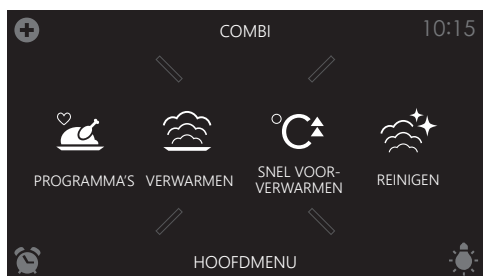 COMBI
10:15
°C
PROGRAMMA'S
VERWARMEN
SNEL VOOR-
VERWARMEN
REINIGEN
HOOFDMENU